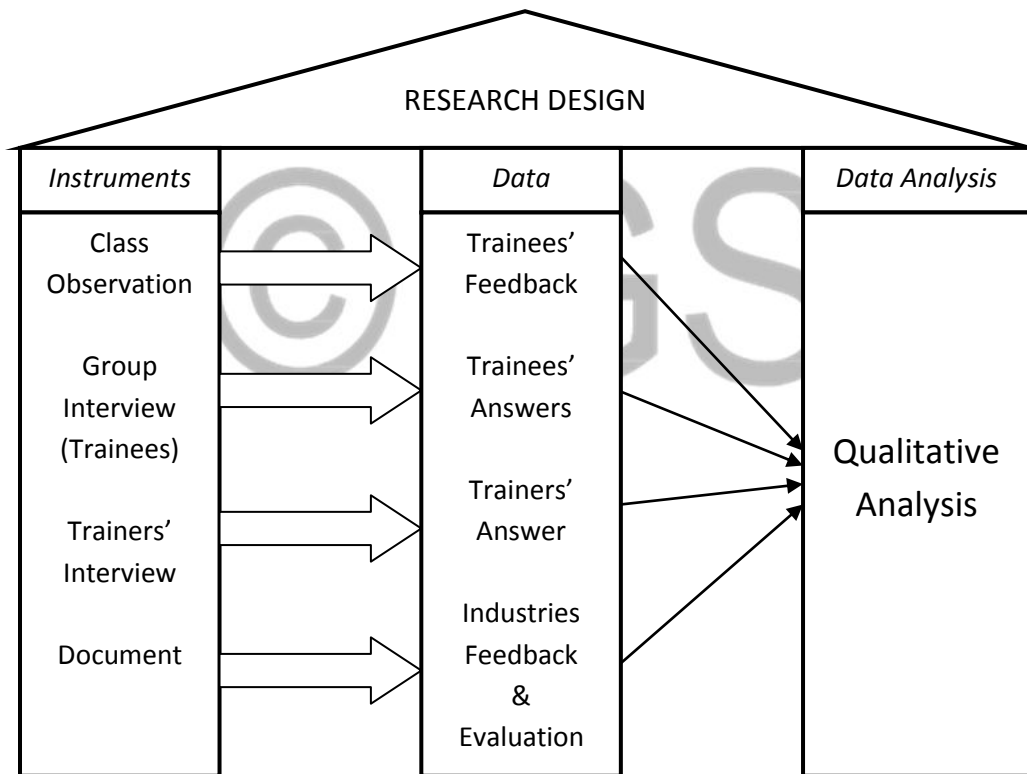 RESEARCH DESIGN
Instruments
Class
Observation
Group
Interview
(Trainees)
Trainers’
Interview
Document
Data
Trainees’
Feedback
Trainees’
Answers
Trainers’
Answer
Industries
Feedback
&
Evaluation
Data Analysis
Qualitative
Analysis
© GS